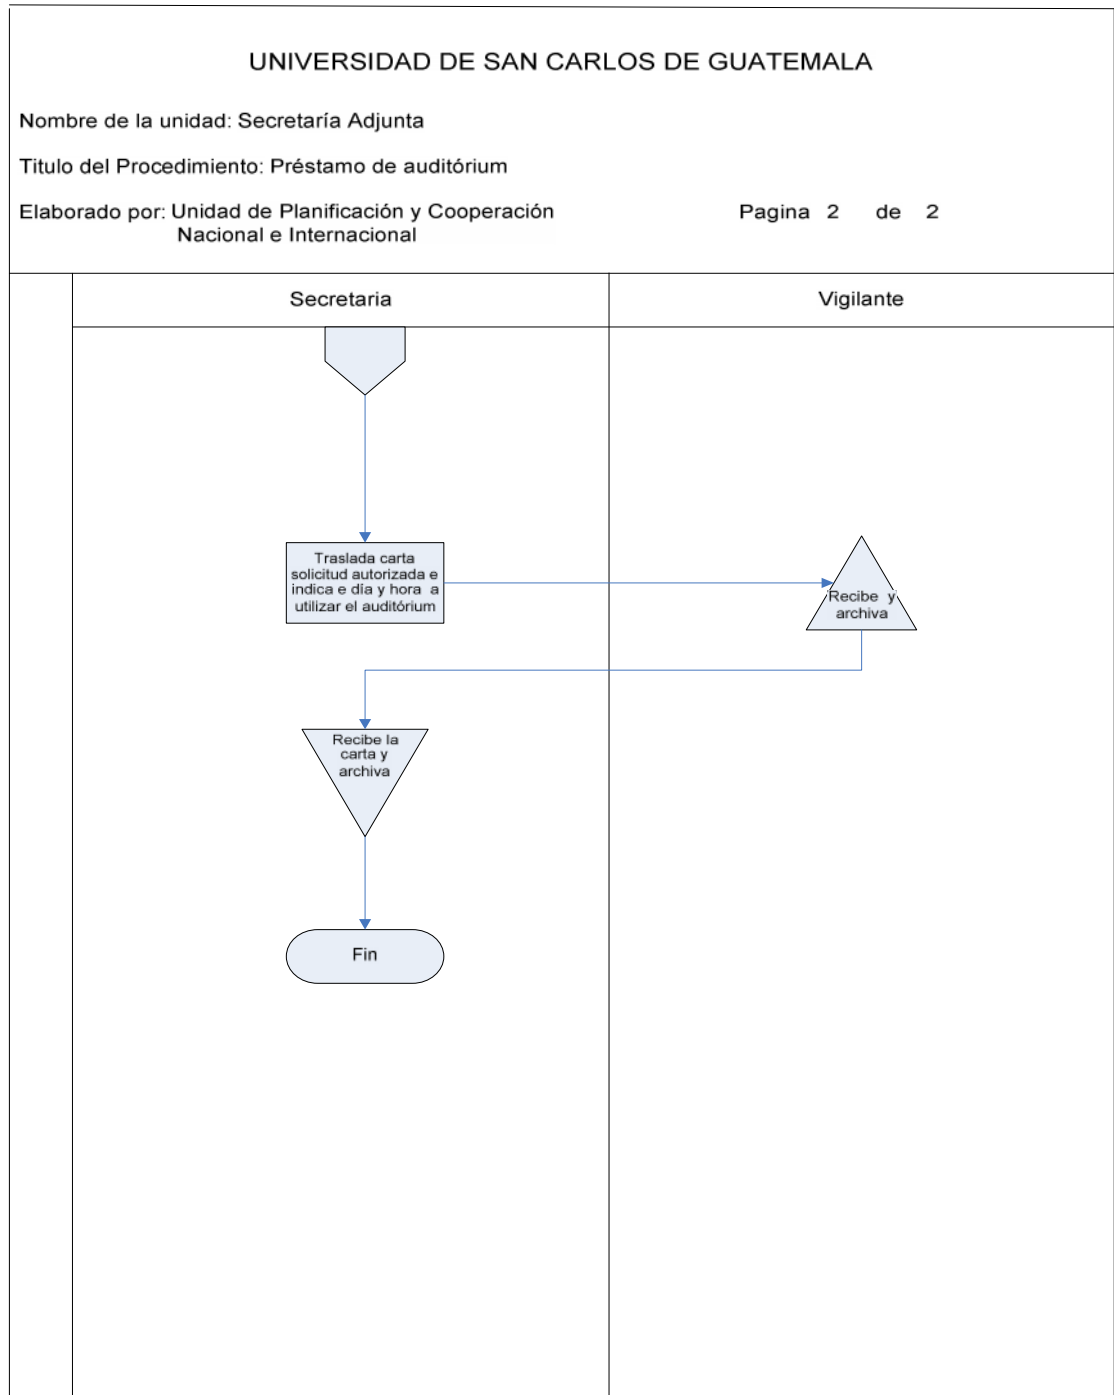 UNIVERSIDAD DE SAN CARLOS DE GUATEMALA
Nombre de la unidad: Secretaría Adjunta
Titulo del Procedimiento: Préstamo de auditórium
Elaborado por: Unidad de Planificación y Cooperación
Nacional e Internacional
Pagina 2 de 2
Secretaria
Vigilante
Traslada carta
solicitud autorizada e
indica e día y hora a
utilizar el auditórium
Recibe y
archiva
Recibe la
carta y
archiva
Fin